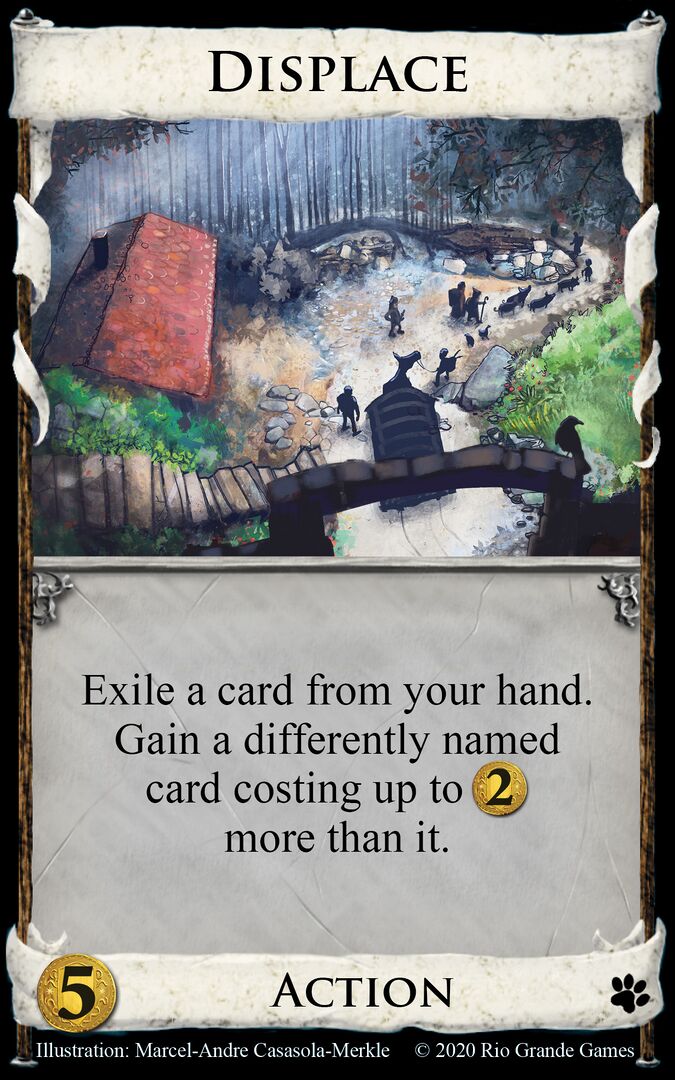 Displace
Exile a card from your hand.
Gain a differently named
card costing up to 2
more than it.
5
Action
Illustration: Marcel-Andre Casasola-Merkle © 2020 Rio Grande Games